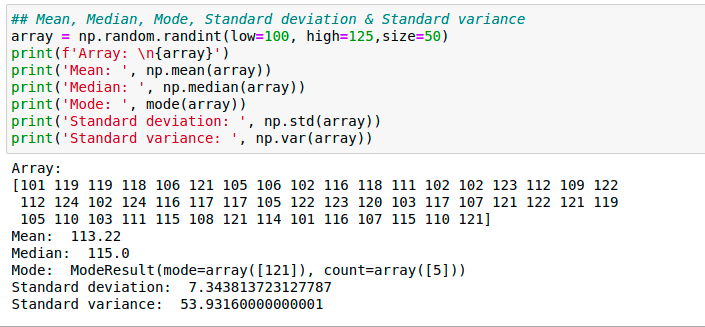 ## Mean, Median, Mode, Standard deviation & Standard variance
array = np.random.randint(low=100, high=125,size=50)
print(f'Array: \n{array}')
print('Mean: ', np.mean(array))
print('Median: ', np.median(array))
print('Mode: ', mode(array))
print('Standard deviation: ', np.std(array))
print('Standard variance: ', np.var(array))
Array:
[101 119 119 118 106 121 105 106 102 116 118 111 102 102 123 112 109 122
 112 124 102 124 116 117 117 105 122 123 120 103 117 107 121 122 121 119
 105 110 103 111 115 108 121 114 101 116 107 115 110 121]
Mean:  113.22
Median:  115.0
Mode:  ModeResult(mode=array([121]), count=array([5]))
Standard deviation:  7.343813723127787
Standard variance:  53.93160000000001